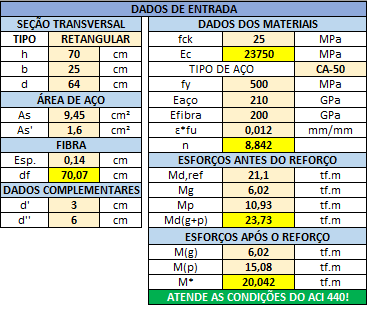 DADOS DE ENTRADA
SEÇÃO TRANSVERSAL
TIPO RETANGULAR
h 70 cm
b 25 cm
d 64 cm
ÁREA DE AÇO
As 9,45 cm²
As' 1,6 cm²
FIBRA
Esp. 0,14 cm
df 70,07 cm
DADOS COMPLEMENTARES
d' 3 cm
d'' 6 cm
DADOS DOS MATERIAIS
fck 25 MPa
Ec 23750 MPa
TIPO DE AÇO CA-50
fy 500 MPa
Eaço 210 GPa
Efibra 200 GPa
ε*fu 0,012 mm/mm
n 8,842
ESFORÇOS ANTES DO REFORÇO
Md,ref 21,1 tf.m
Mg 6,02 tf.m
Mp 10,93 tf.m
Md(g+p) 23,73 tf.m
ESFORÇOS APÓS O REFORÇO
M(g) 6,02 tf.m
M(p) 15,08 tf.m
M* 20,042 tf.m
ATENDE AS CONDIÇÕES DO ACI 440!